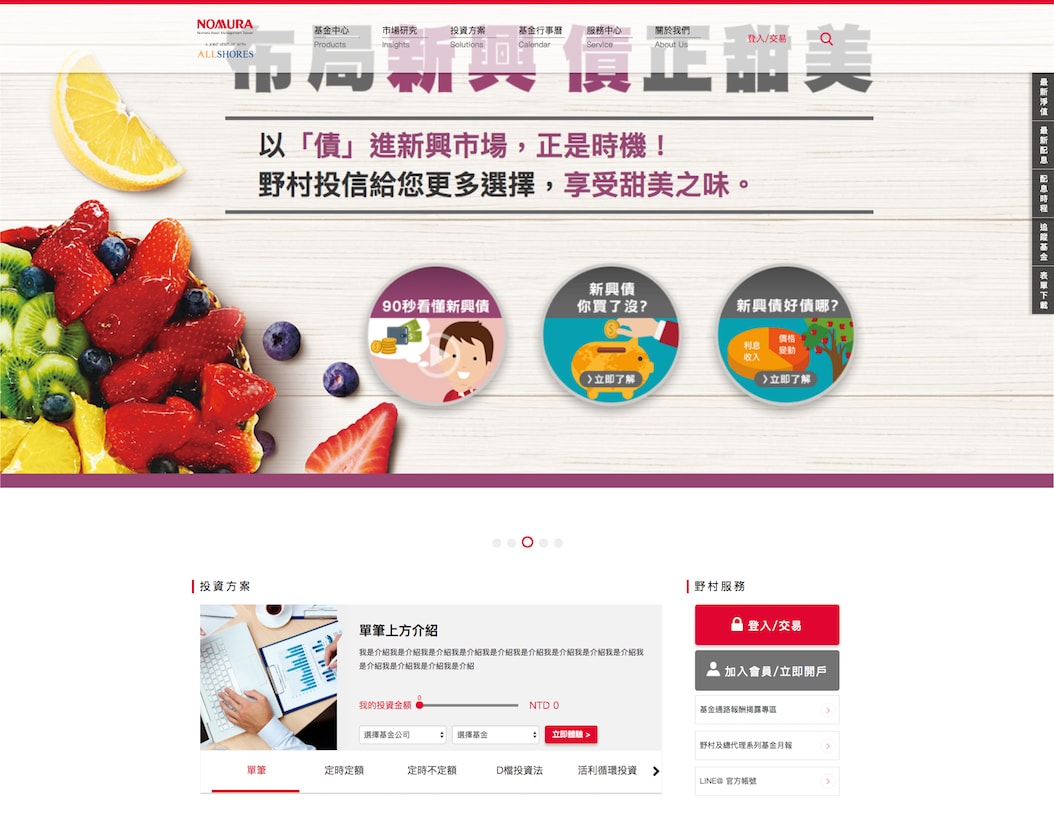 NOMURA
Nomura Asset Management Taiwan
ALLSHORES
基金中心
Products
市場研究
Insights
投資方案
Solutions
基金行事曆
Calendar
服務中心
Service
關於我們
About Us
登入/交易
布局新興債正甜美
以「債」進新興市場，正是時機！
野村投信給您更多選擇，享受甜美之味。
90秒看懂新興債
新興債
你買了沒?
立即了解
新興債好債哪?
利息
收入
價格
變動
立即了解
最新淨值
最新配息
配息時程
追蹤基金
表單下載
投資方案
單筆上方介紹
我是介紹我是介紹我是介紹我是介紹我是介紹我是介紹我是介紹我是介紹我是介紹我
是介紹我是介紹我是介紹我是介紹
0
我的投資金額
NTD 0
選擇基金公司
選擇基金
立即體驗 >
單筆
定時定額
定時不定額
D檔投資法
活利循環投資
野村服務
登入/交易
加入會員/立即開戶
基金通路報酬揭露專區
野村及總代理系列基金月報
LINE@ 官方帳號